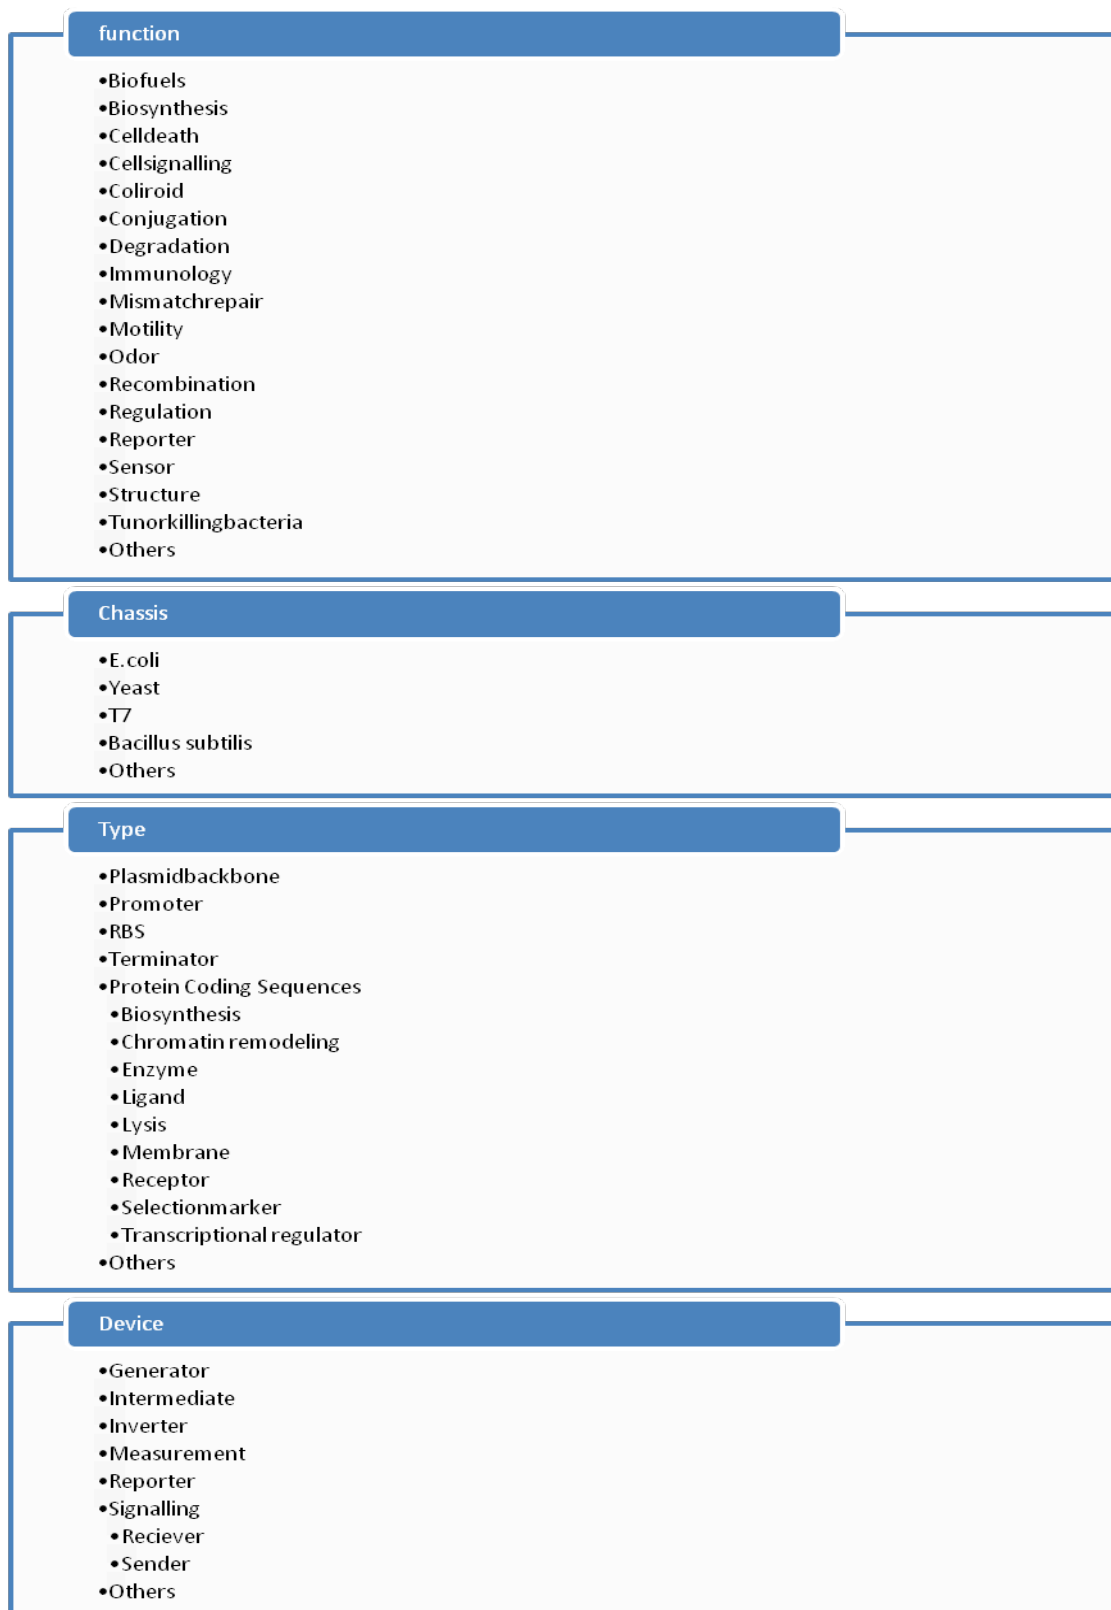 function
•Biofuels
•Biosynthesis
•Celldeath
•Cellsignalling
•Coliroid
•Conjugation
•Degradation
•Immunology
•Mismatchrepair
•Motility
•Odor
•Recombination
•Regulation
•Reporter
•Sensor
•Structure
•Tunorkillingbacteria
•Others
Chassis
•E.coli
•Yeast
•T7
•Bacillus subtilis
•Others
Type
•Plasmidbackbone
•Promoter
•RBS
•Terminator
•Protein Coding Sequences
•Biosynthesis
•Chromatin remodeling
•Enzyme
•Ligand
•Lysis
•Membrane
•Receptor
•Selectionmarker
•Transcriptional regulator
•Others
Device
•Generator
•Intermediate
•Inverter
•Measurement
•Reporter
•Signalling
•Reciever
•Sender
•Others